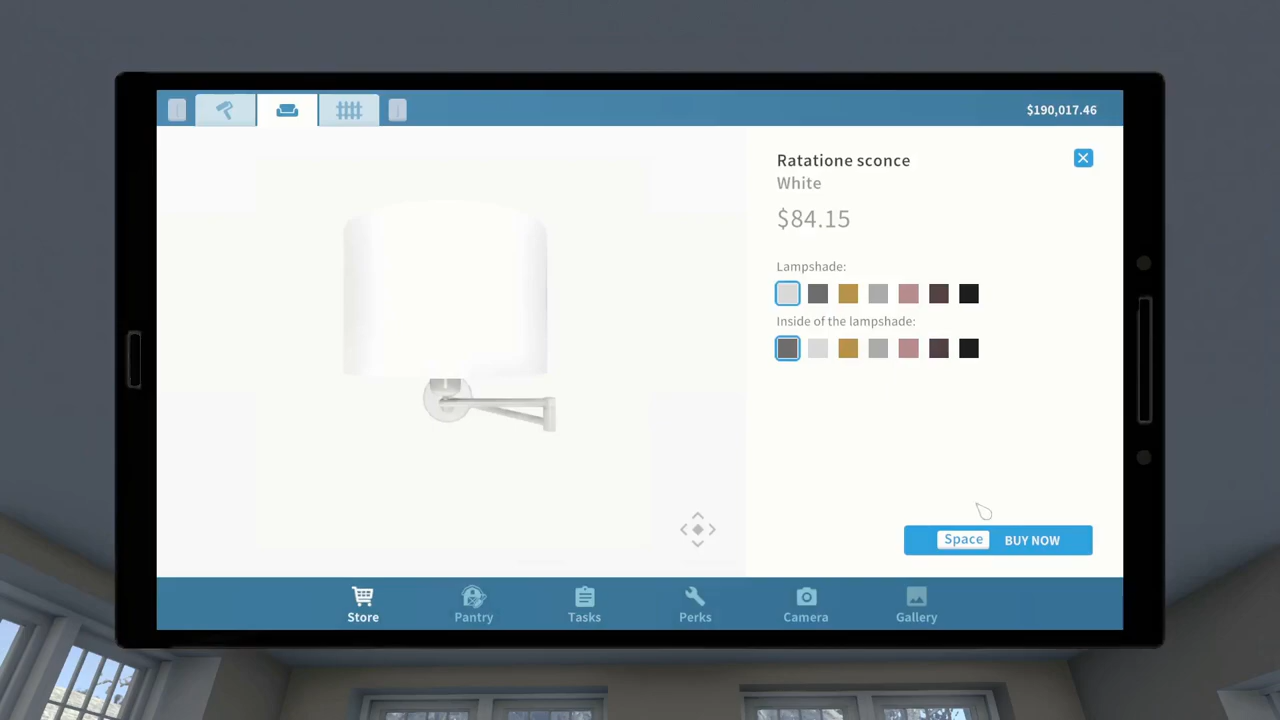 $190,017.46
Ratatione sconce
White
$84.15
Lampshade:
Inside of the lampshade:
Space BUY NOW
Store Pantry Tasks Perks Camera Gallery